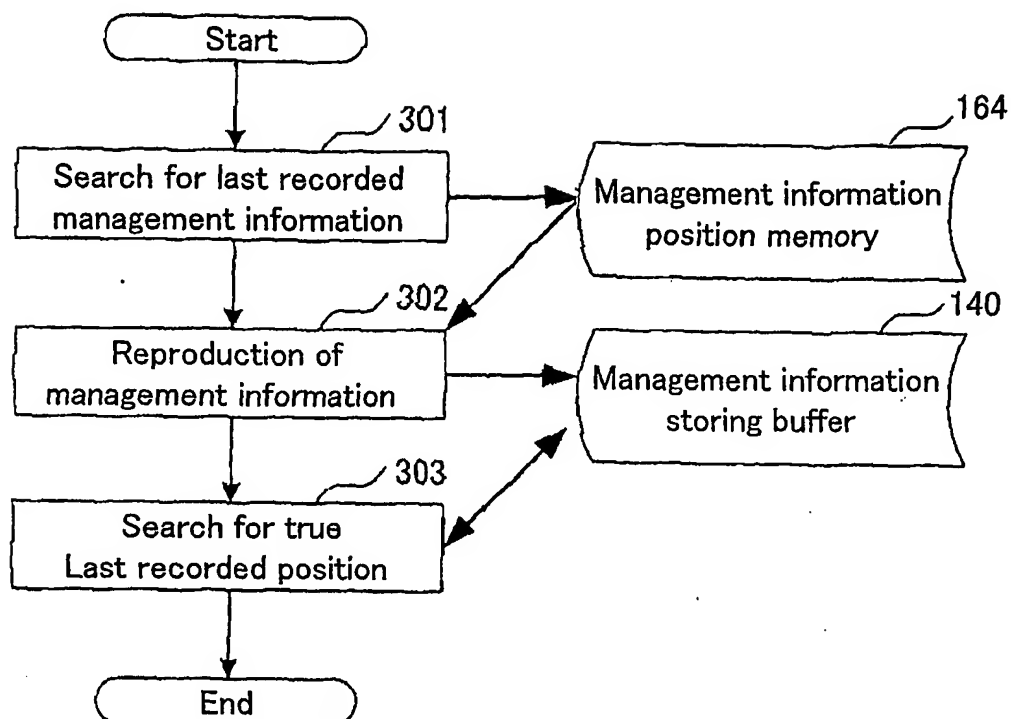 Start
301
Search for last recorded
management information
164
Management information
position memory
302
Reproduction of
management information
140
Management information
storing buffer
303
Search for true
Last recorded position
End